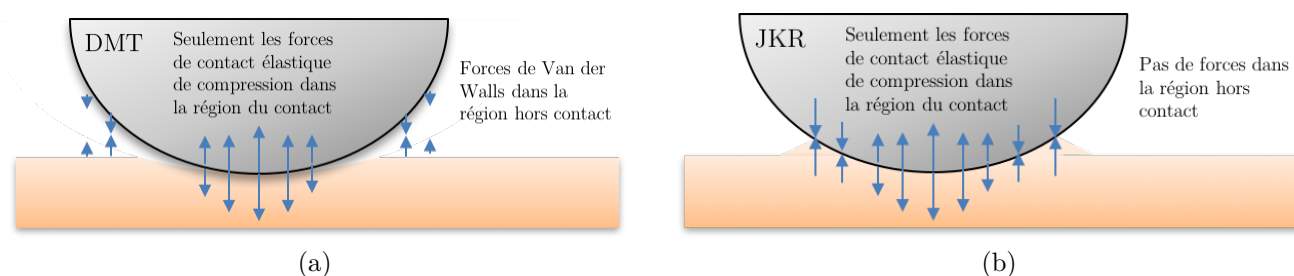 DMT
Seulement les forces
de contact élastique
de compression dans
la région du contact
Forces de Van der
Walls dans la
région hors contact
(a)
JKR
Seulement les forces
de contact élastique
de compression dans
la région du contact
Pas de forces dans
la région hors
contact
(b)